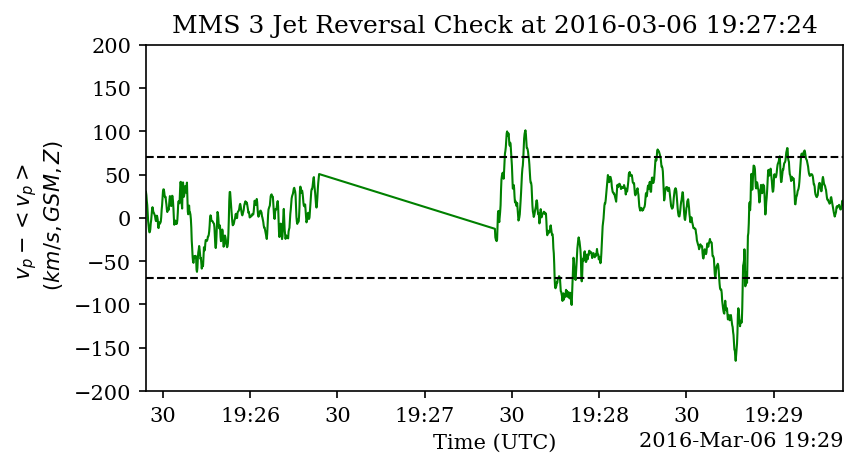 MMS 3 Jet Reversal Check at 2016-03-06 19:27:24
200
150
100
50
0
−50
−100
−150
−200
v_p − < v_p >
(km/s, GSM, Z)
30 19:26 30 19:27 30 19:28 30 19:29
Time (UTC)
2016-Mar-06 19:29